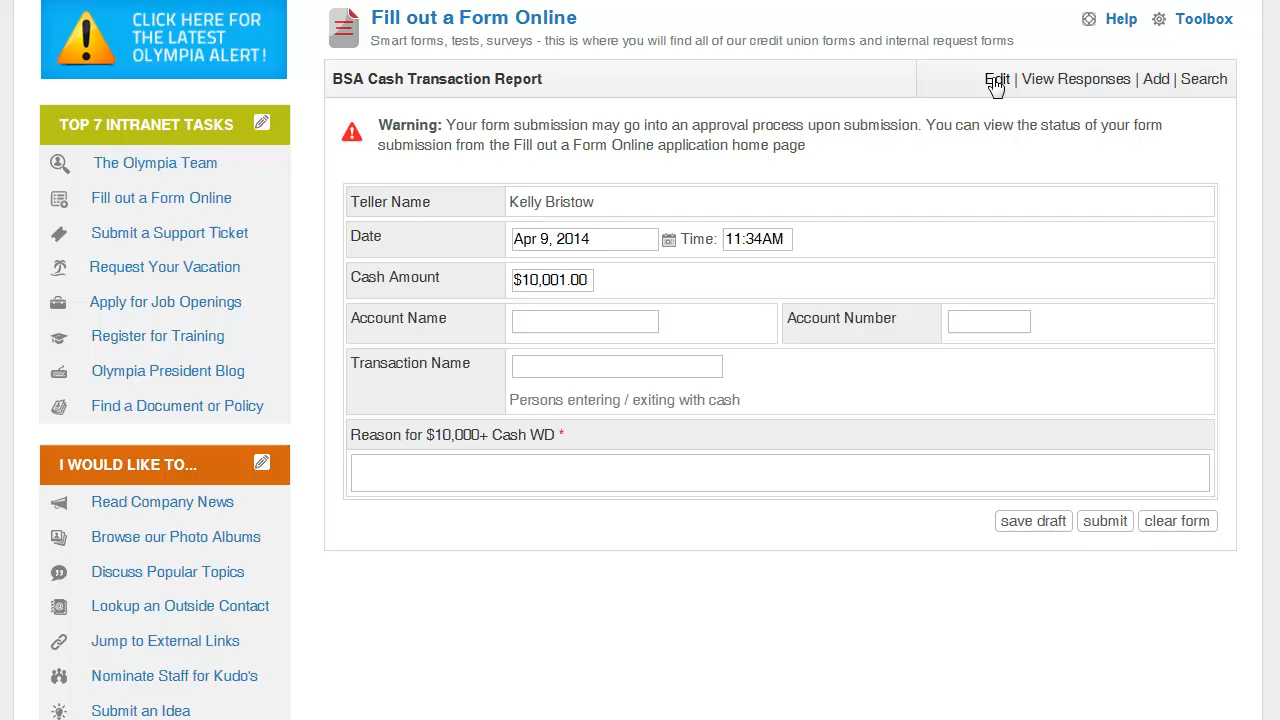 CLICK HERE FOR
THE LATEST
OLYMPIA ALERT!
TOP 7 INTRANET TASKS
The Olympia Team
Fill out a Form Online
Submit a Support Ticket
Request Your Vacation
Apply for Job Openings
Register for Training
Olympia President Blog
Find a Document or Policy
I WOULD LIKE TO...
Read Company News
Browse our Photo Albums
Discuss Popular Topics
Lookup an Outside Contact
Jump to External Links
Nominate Staff for Kudo's
Submit an Idea
Fill out a Form Online
Help Toolbox
Smart forms, tests, surveys - this is where you will find all of our credit union forms and internal request forms
BSA Cash Transaction Report
Edit | View Responses | Add | Search
Warning: Your form submission may go into an approval process upon submission. You can view the status of your form
submission from the Fill out a Form Online application home page
Teller Name Kelly Bristow
Date Apr 9, 2014 Time: 11:34AM
Cash Amount $10,001.00
Account Name Account Number
Transaction Name
Persons entering / exiting with cash
Reason for $10,000+ Cash WD *
save draft submit clear form